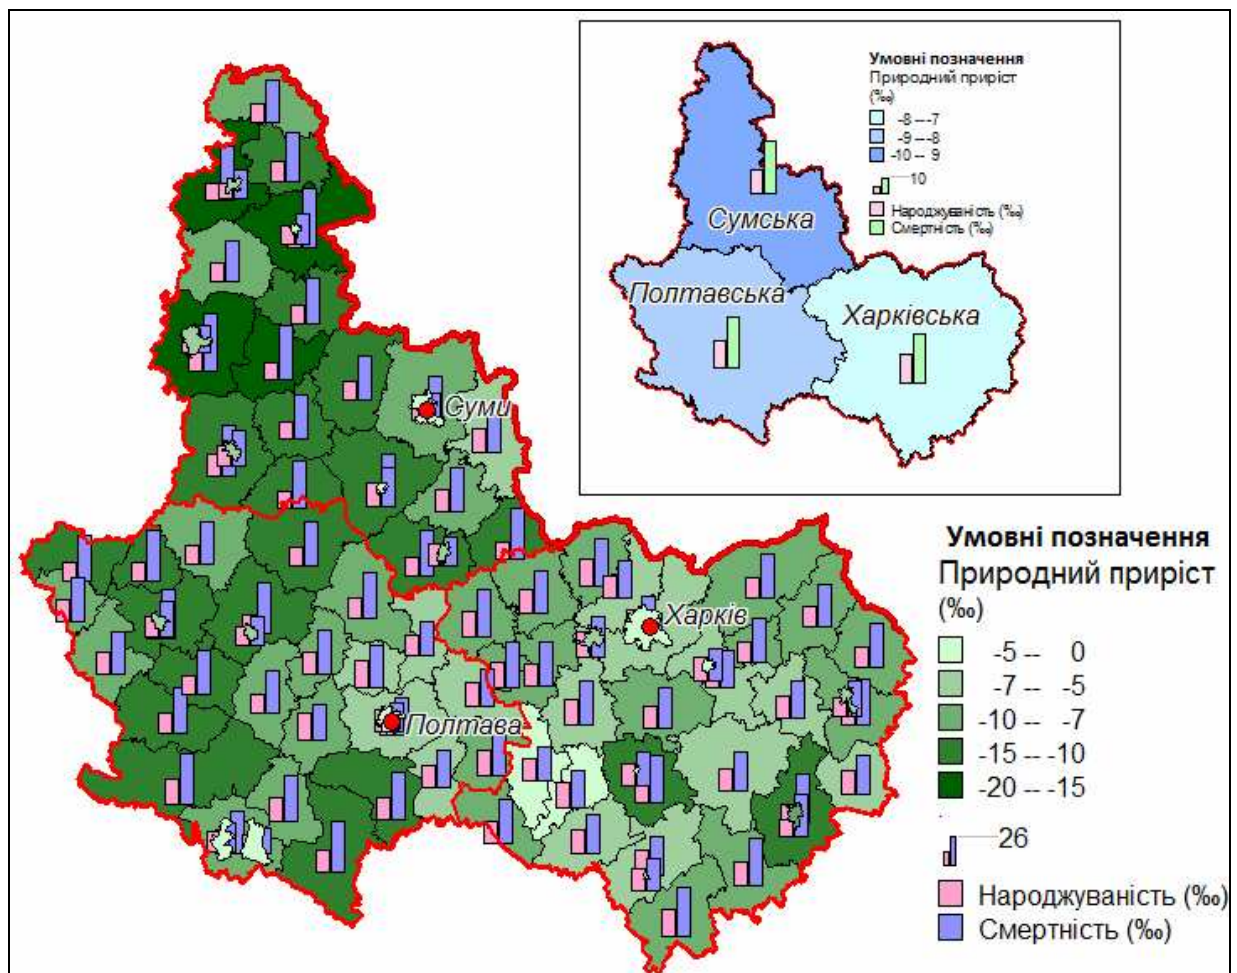 Умовні позначення
Природний приріст
(‰)
-8 -- -7
-9 -- -8
-10 -- 9
10
Народжуваність (‰)
Смертність (‰)
Сумська
Полтавська
Харківська
Суми
Харків
Полтава
Умовні позначення
Природний приріст
(‰)
-5 -- 0
-7 -- -5
-10 -- -7
-15 -- -10
-20 -- -15
26
Народжуваність (‰)
Смертність (‰)